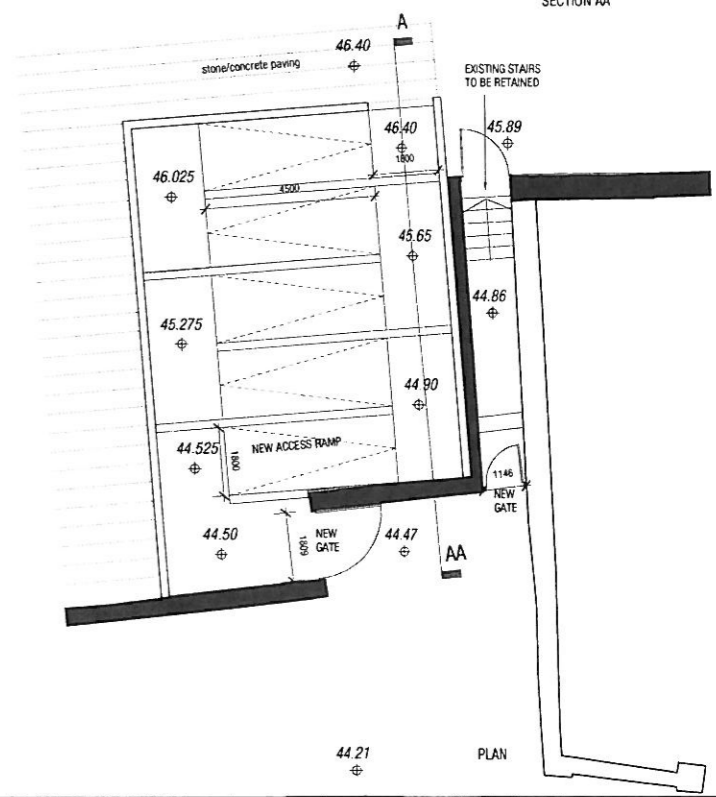 SECTION AA
A
46.40
stone/concrete paving
EXISTING STAIRS
TO BE RETAINED
46.40
45.89
1800
46.025
4500
45.65
44.86
45.275
44.90
44.525
NEW ACCESS RAMP
1800
1146
NEW
GATE
44.50
1809
NEW
GATE
44.47
AA
44.21
PLAN